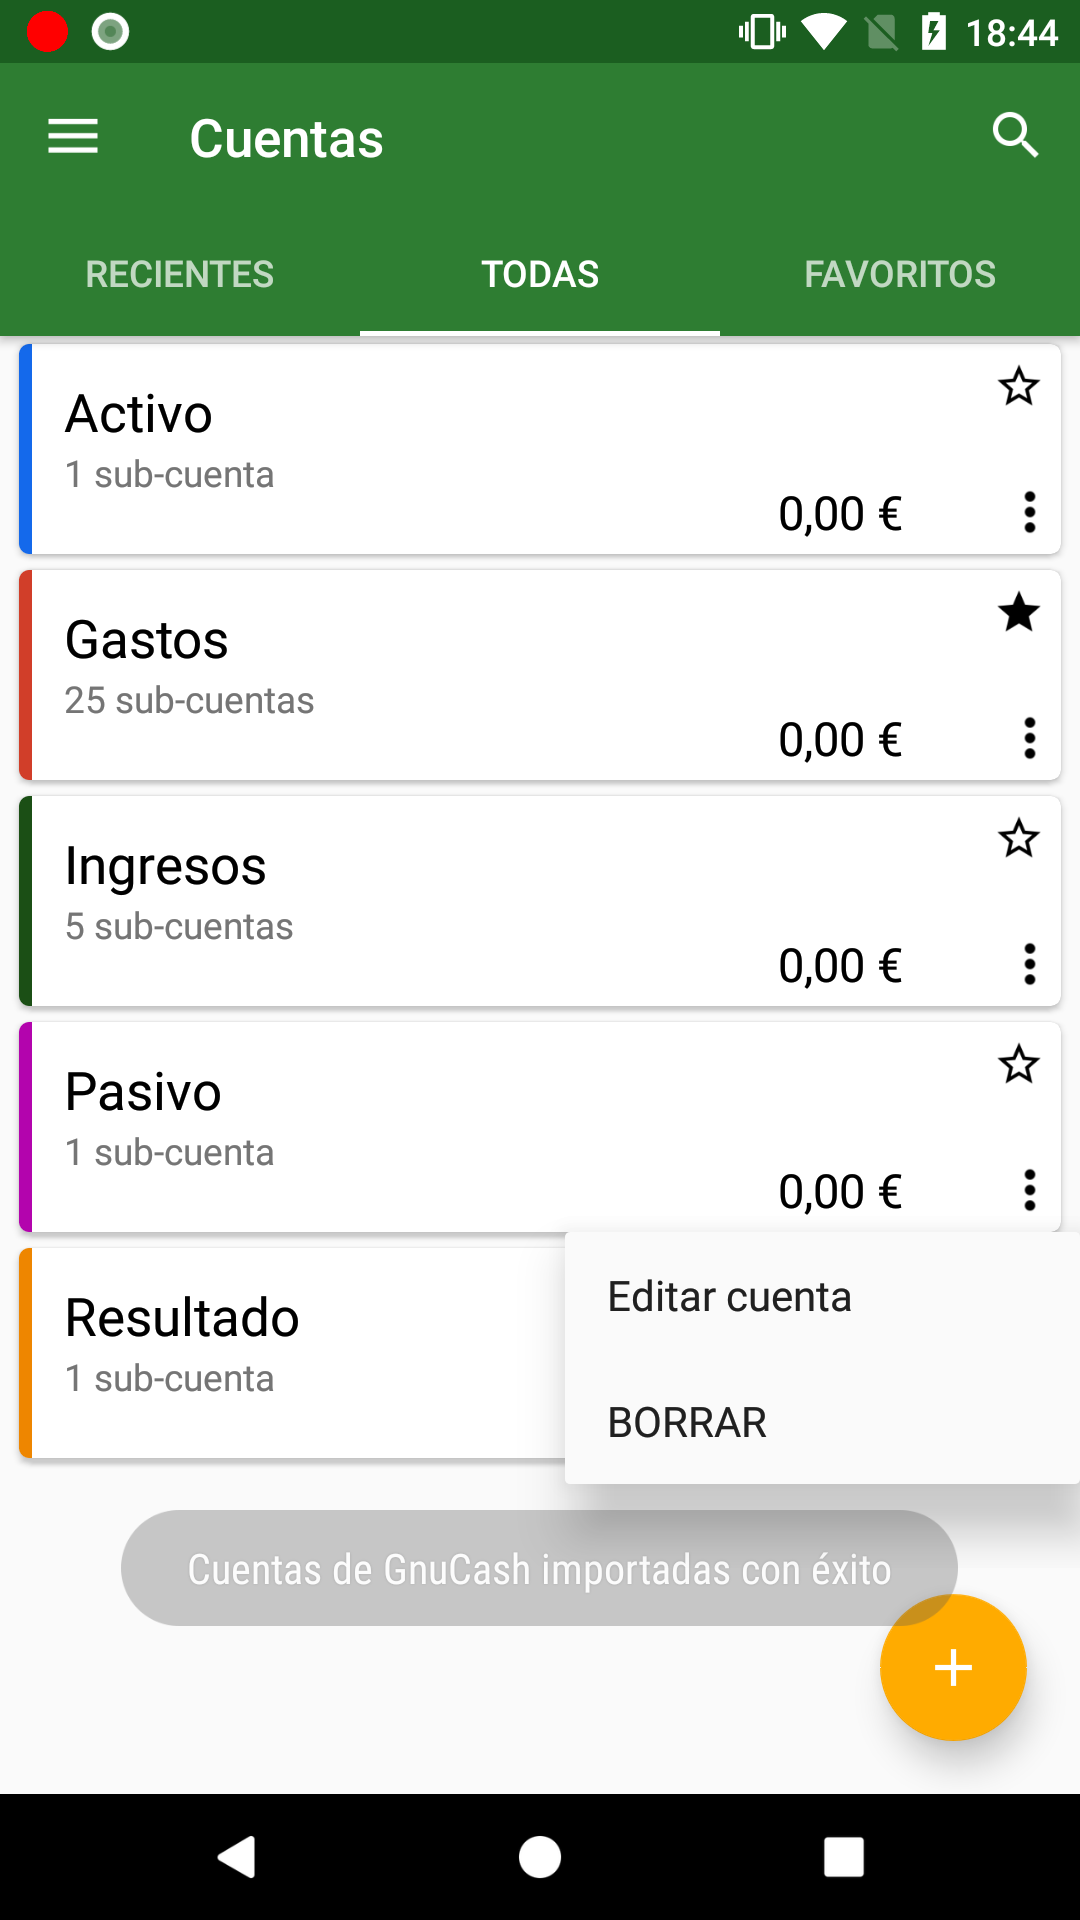 18:44
Cuentas
RECIENTES
TODAS
FAVORITOS
Activo
1 sub-cuenta
0,00 €
Gastos
25 sub-cuentas
0,00 €
Ingresos
5 sub-cuentas
0,00 €
Pasivo
1 sub-cuenta
0,00 €
Resultado
1 sub-cuenta
Editar cuenta
BORRAR
Cuentas de GnuCash importadas con éxito